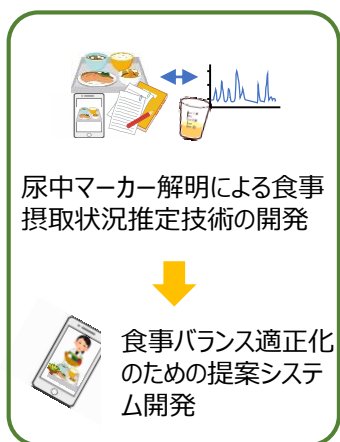 尿中マーカー解明による食事
摂取状況推定技術の開発
食事バランス適正化
のための提案システ
ム開発